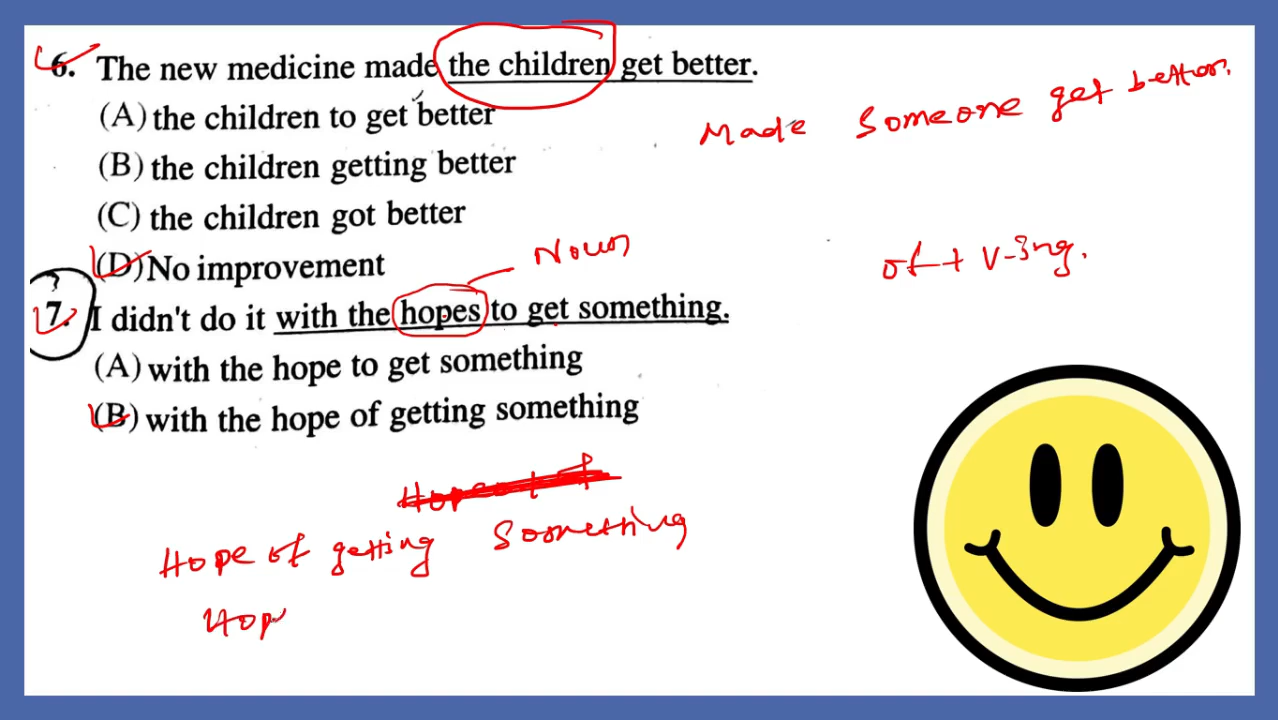 6. The new medicine made the children get better.
(A) the children to get better
Made Someone get better.
(B) the children getting better
(C) the children got better
Noun
of + V-ing.
(D) No improvement
7. I didn't do it with the hopes to get something.
(A) with the hope to get something
(B) with the hope of getting something
Hope of getting Something
Hop